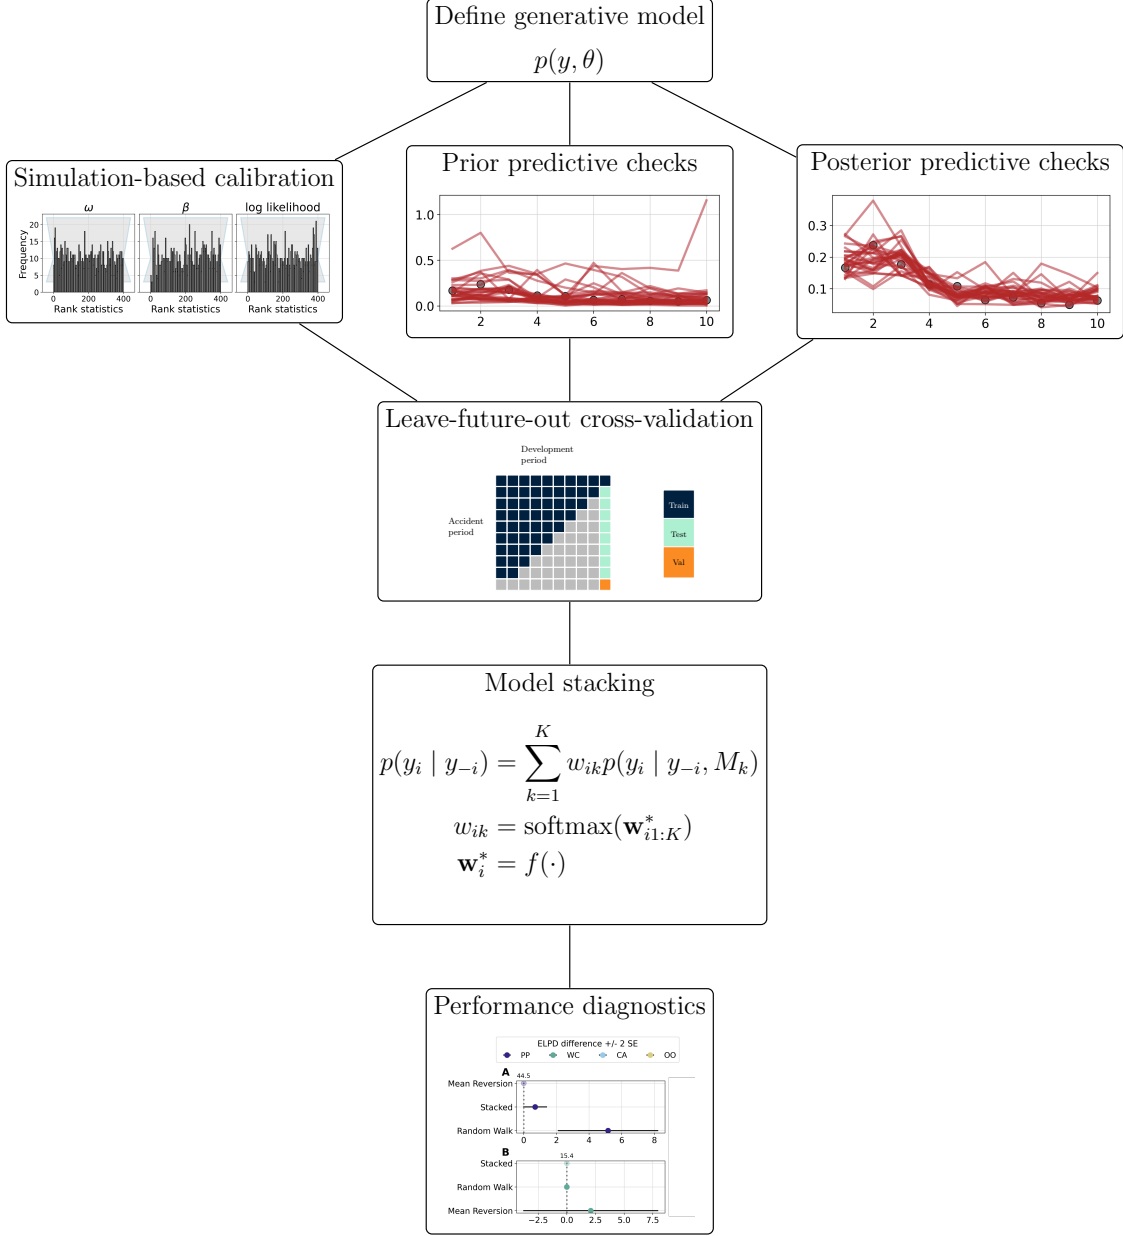 Define generative model
p(y, θ)
Simulation-based calibration
ω
β
log likelihood
Frequency
20
15
10
5
0
0 200 400
0 200 400
0 200 400
Rank statistics
Rank statistics
Rank statistics
Prior predictive checks
1.0
0.5
0.0
2 4 6 8 10
Posterior predictive checks
0.3
0.2
0.1
2 4 6 8 10
Leave-future-out cross-validation
Development
period
Accident
period
Train
Test
Val
Model stacking
p(y_i | y_{-i}) = \sum_{k=1}^{K} w_{ik} p(y_i | y_{-i}, M_k)
w_{ik} = softmax(\mathbf{w}^*_{i1:K})
\mathbf{w}^*_i = f(·)
Performance diagnostics
ELPD difference +/- 2 SE
PP WC CA OO
A
44.5
Mean Reversion
Stacked
Random Walk
0 2 4 6 8
B
15.4
Stacked
Random Walk
Mean Reversion
−2.5 0.0 2.5 5.0 7.5